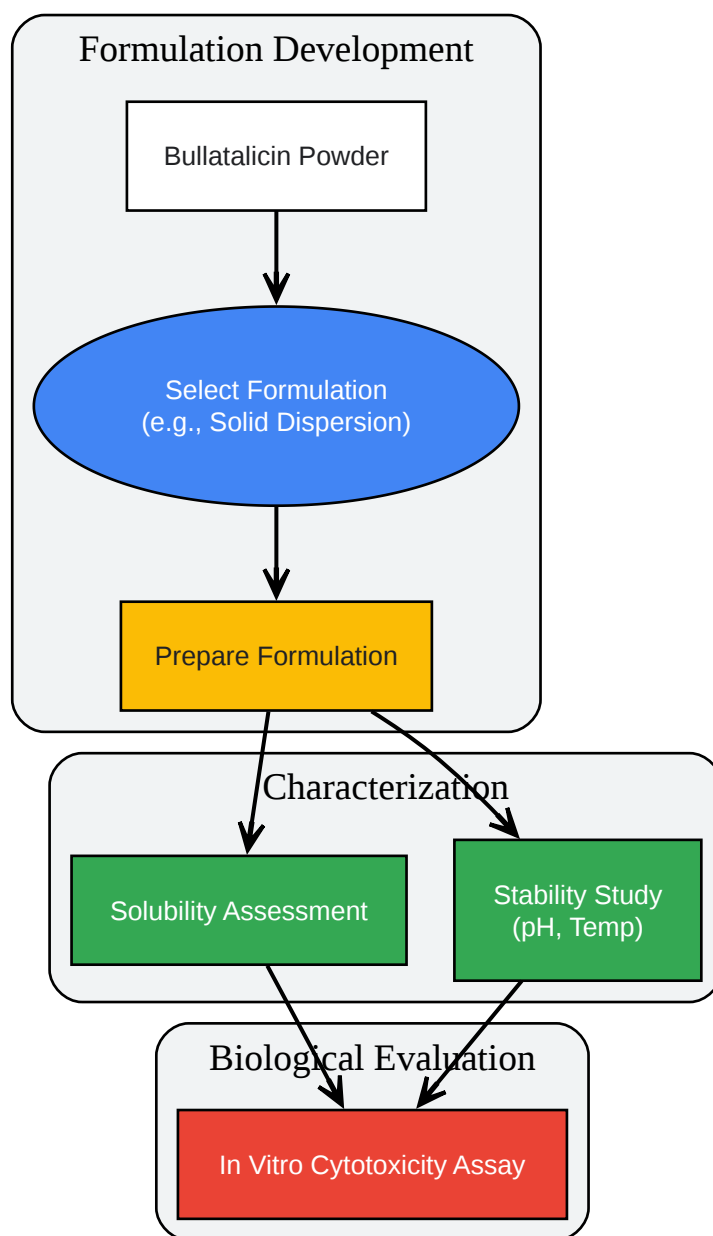 Formulation Development
Bullatalicin Powder
Select Formulation
(e.g., Solid Dispersion)
Prepare Formulation
Characterization
Solubility Assessment
Stability Study
(pH, Temp)
Biological Evaluation
In Vitro Cytotoxicity Assay